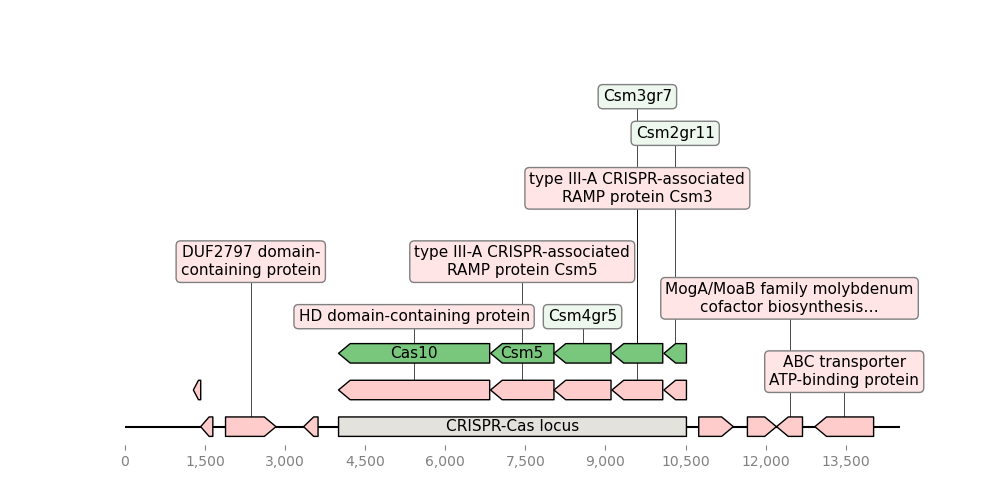 Csm3gr7
Csm2gr11
type III-A CRISPR-associated
RAMP protein Csm3
DUF2797 domain-
containing protein
type III-A CRISPR-associated
RAMP protein Csm5
MogA/MoaB family molybdenum
cofactor biosynthesis…
HD domain-containing protein
Csm4gr5
Cas10
Csm5
ABC transporter
ATP-binding protein
CRISPR-Cas locus
0 1,500 3,000 4,500 6,000 7,500 9,000 10,500 12,000 13,500